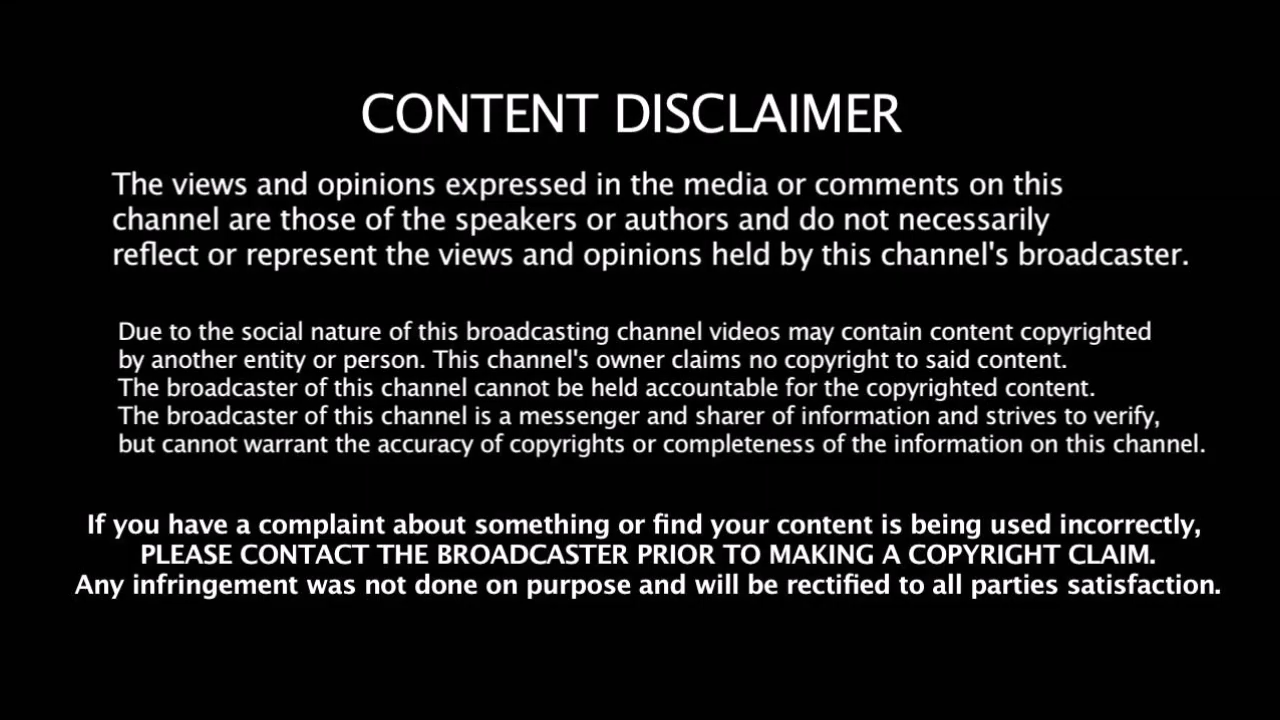 CONTENT DISCLAIMER
The views and opinions expressed in the media or comments on this
channel are those of the speakers or authors and do not necessarily
reflect or represent the views and opinions held by this channel's broadcaster.
Due to the social nature of this broadcasting channel videos may contain content copyrighted
by another entity or person. This channel's owner claims no copyright to said content.
The broadcaster of this channel cannot be held accountable for the copyrighted content.
The broadcaster of this channel is a messenger and sharer of information and strives to verify,
but cannot warrant the accuracy of copyrights or completeness of the information on this channel.
If you have a complaint about something or find your content is being used incorrectly,
PLEASE CONTACT THE BROADCASTER PRIOR TO MAKING A COPYRIGHT CLAIM.
Any infringement was not done on purpose and will be rectified to all parties satisfaction.